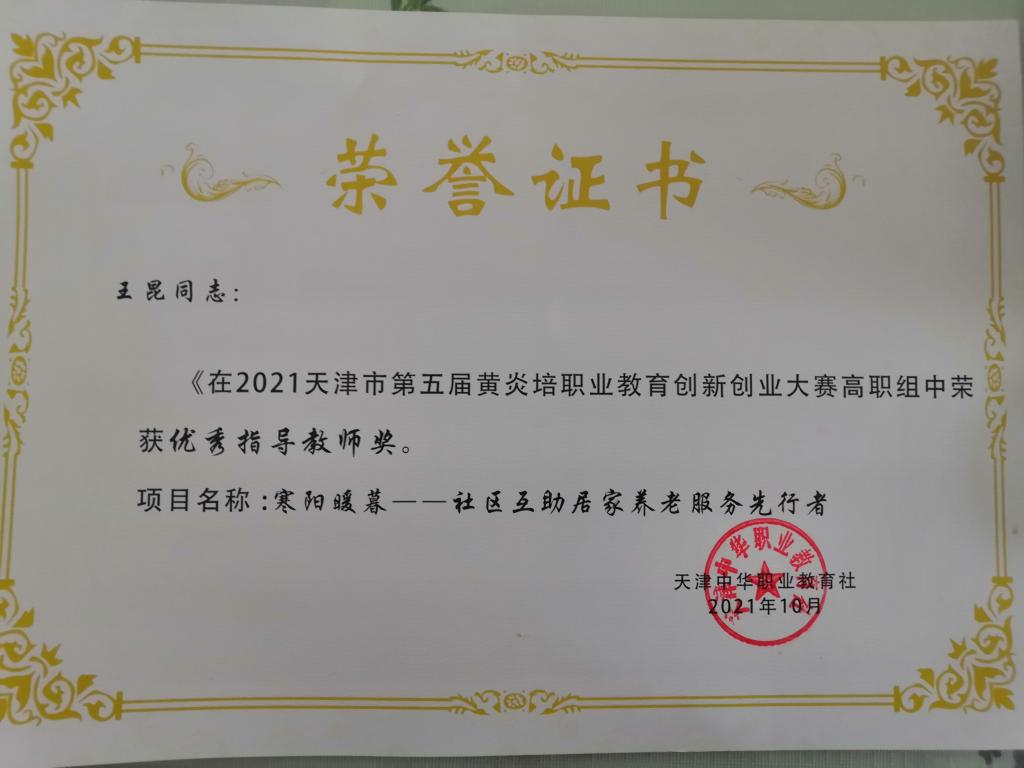 荣誉证书
王昆同志：
《在2021天津市第五届黄炎培职业教育创新创业大赛高职组中荣
获优秀指导教师奖。
项目名称：寒阳暖暮——社区互助居家养老服务先行者
天津中华职业教育社
2021年10月